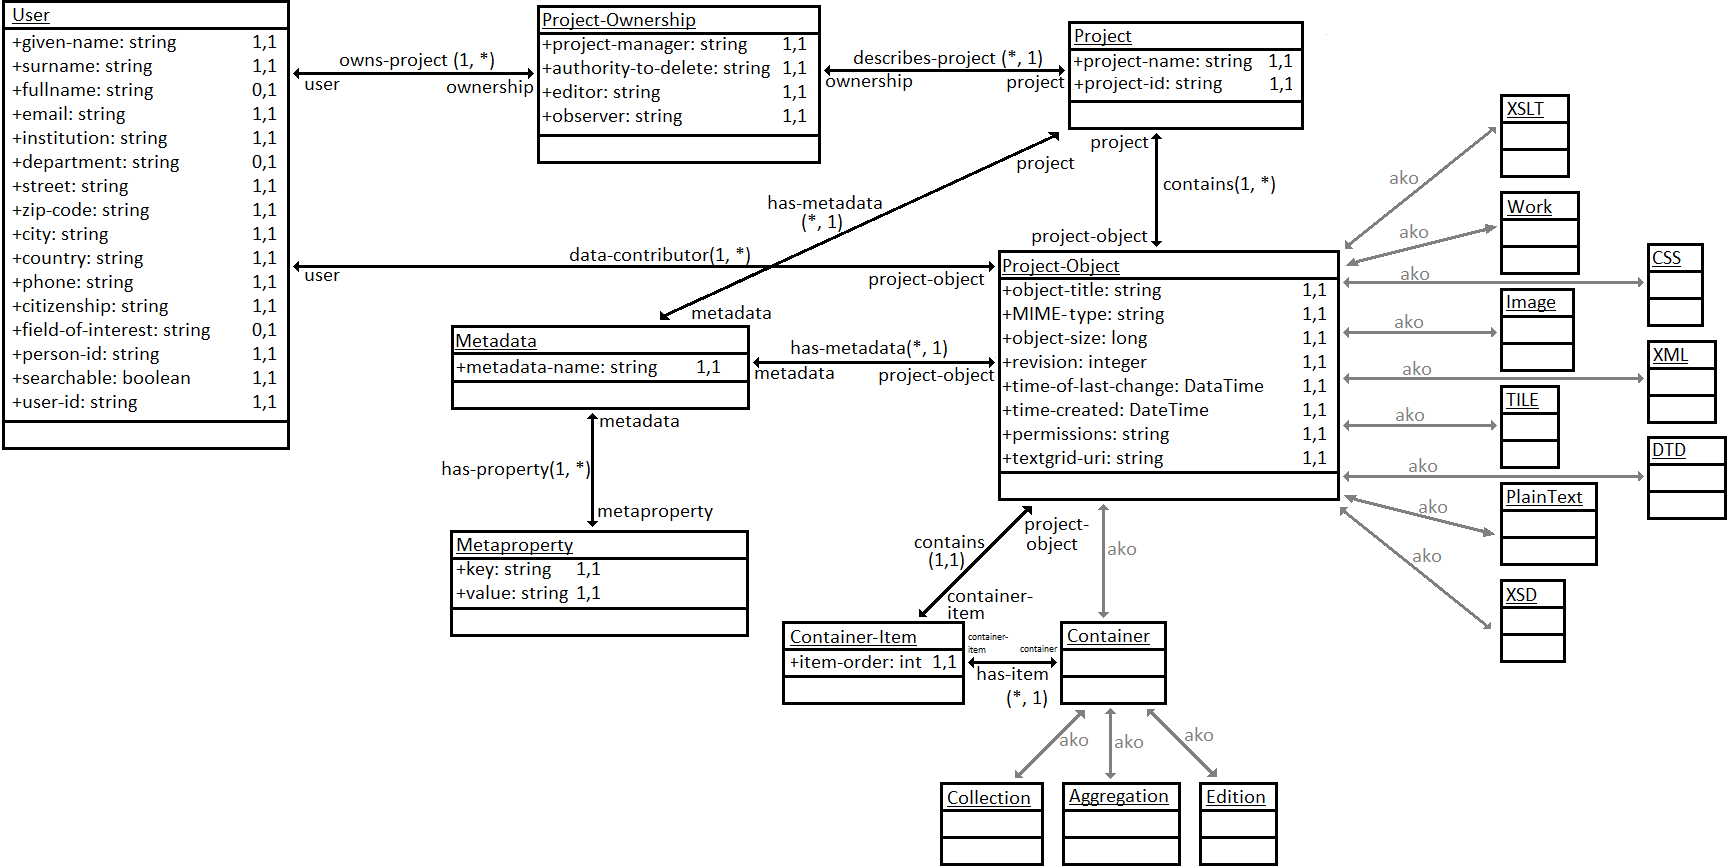 User
+given-name: string 1,1
+surname: string 1,1
+fullname: string 0,1
+email: string 1,1
+institution: string 1,1
+department: string 0,1
+street: string 1,1
+zip-code: string 1,1
+city: string 1,1
+country: string 1,1
+phone: string 1,1
+citizenship: string 1,1
+field-of-interest: string 0,1
+person-id: string 1,1
+searchable: boolean 1,1
+user-id: string 1,1
owns-project (1, *)
user
ownership
Project-Ownership
+project-manager: string 1,1
+authority-to-delete: string 1,1
+editor: string 1,1
+observer: string 1,1
describes-project (*, 1)
ownership
project
Project
+project-name: string 1,1
+project-id: string 1,1
project
has-metadata
(*, 1)
metadata
project
contains(1, *)
project-object
data-contributor(1, *)
user
project-object
Metadata
+metadata-name: string 1,1
has-metadata(*, 1)
metadata
project-object
Project-Object
+object-title: string 1,1
+MIME-type: string 1,1
+object-size: long 1,1
+revision: integer 1,1
+time-of-last-change: DataTime 1,1
+time-created: DateTime 1,1
+permissions: string 1,1
+textgrid-uri: string 1,1
metadata
has-property(1, *)
metaproperty
Metaproperty
+key: string 1,1
+value: string 1,1
project-
object
contains
(1,1)
container-
item
ako
Container-Item
+item-order: int 1,1
container-
item
container
has-item
(*, 1)
Container
ako
ako
ako
Collection
Aggregation
Edition
ako
XSLT
ako
Work
ako
CSS
ako
Image
ako
XML
ako
TILE
ako
DTD
ako
PlainText
ako
XSD